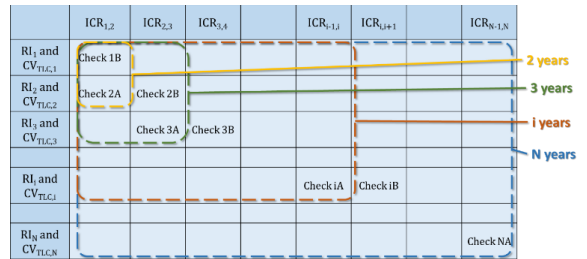 ICR1,2 ICR2,3 ICR3,4 ICRi-1,i ICRi,i+1 ICRN-1,N
RI1 and
CVTLC,1
Check 1B
2 years
RI2 and
CVTLC,2
Check 2A Check 2B
3 years
RI3 and
CVTLC,3
Check 3A Check 3B
i years
N years
RIi and
CVTLC,i
Check iA Check iB
RIN and
CVTLC,N
Check NA